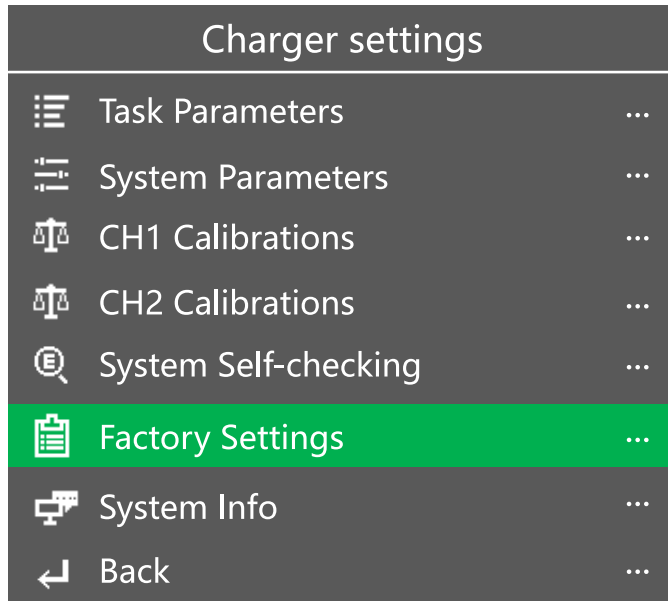 Charger settings
Task Parameters ...
System Parameters ...
CH1 Calibrations ...
CH2 Calibrations ...
System Self-checking ...
Factory Settings ...
System Info ...
Back ...